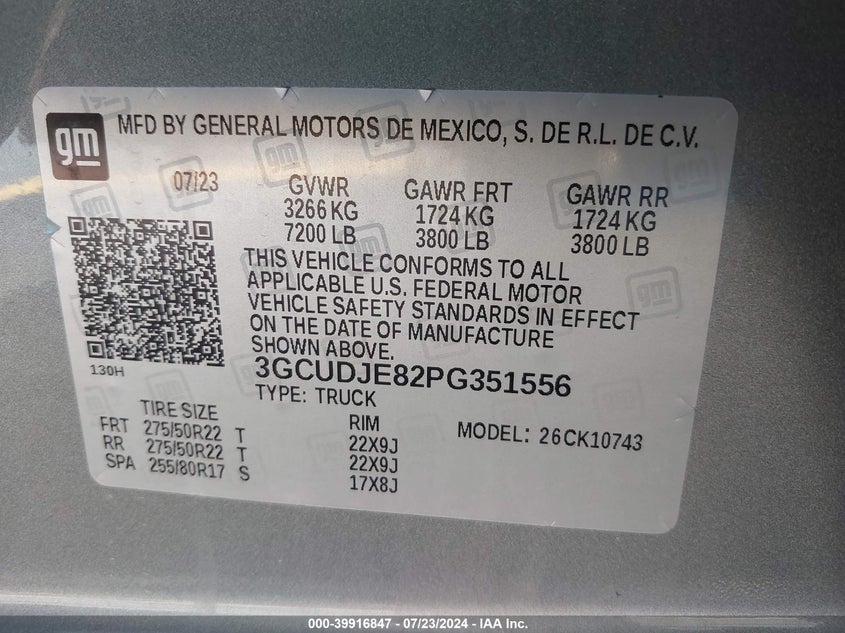 gm
MFD BY GENERAL MOTORS DE MEXICO, S. DE R.L. DE C.V.
07/23
GVWR
3266 KG
7200 LB
GAWR FRT
1724 KG
3800 LB
GAWR RR
1724 KG
3800 LB
THIS VEHICLE CONFORMS TO ALL
APPLICABLE U.S. FEDERAL MOTOR
VEHICLE SAFETY STANDARDS IN EFFECT
ON THE DATE OF MANUFACTURE
SHOWN ABOVE.
130H
3GCUDJE82PG351556
TYPE: TRUCK
TIRE SIZE
FRT 275/50R22 T
RR 275/50R22 T
SPA 255/80R17 S
RIM
22X9J
22X9J
17X8J
MODEL: 26CK10743
000-39916847 - 07/23/2024 - IAA Inc.